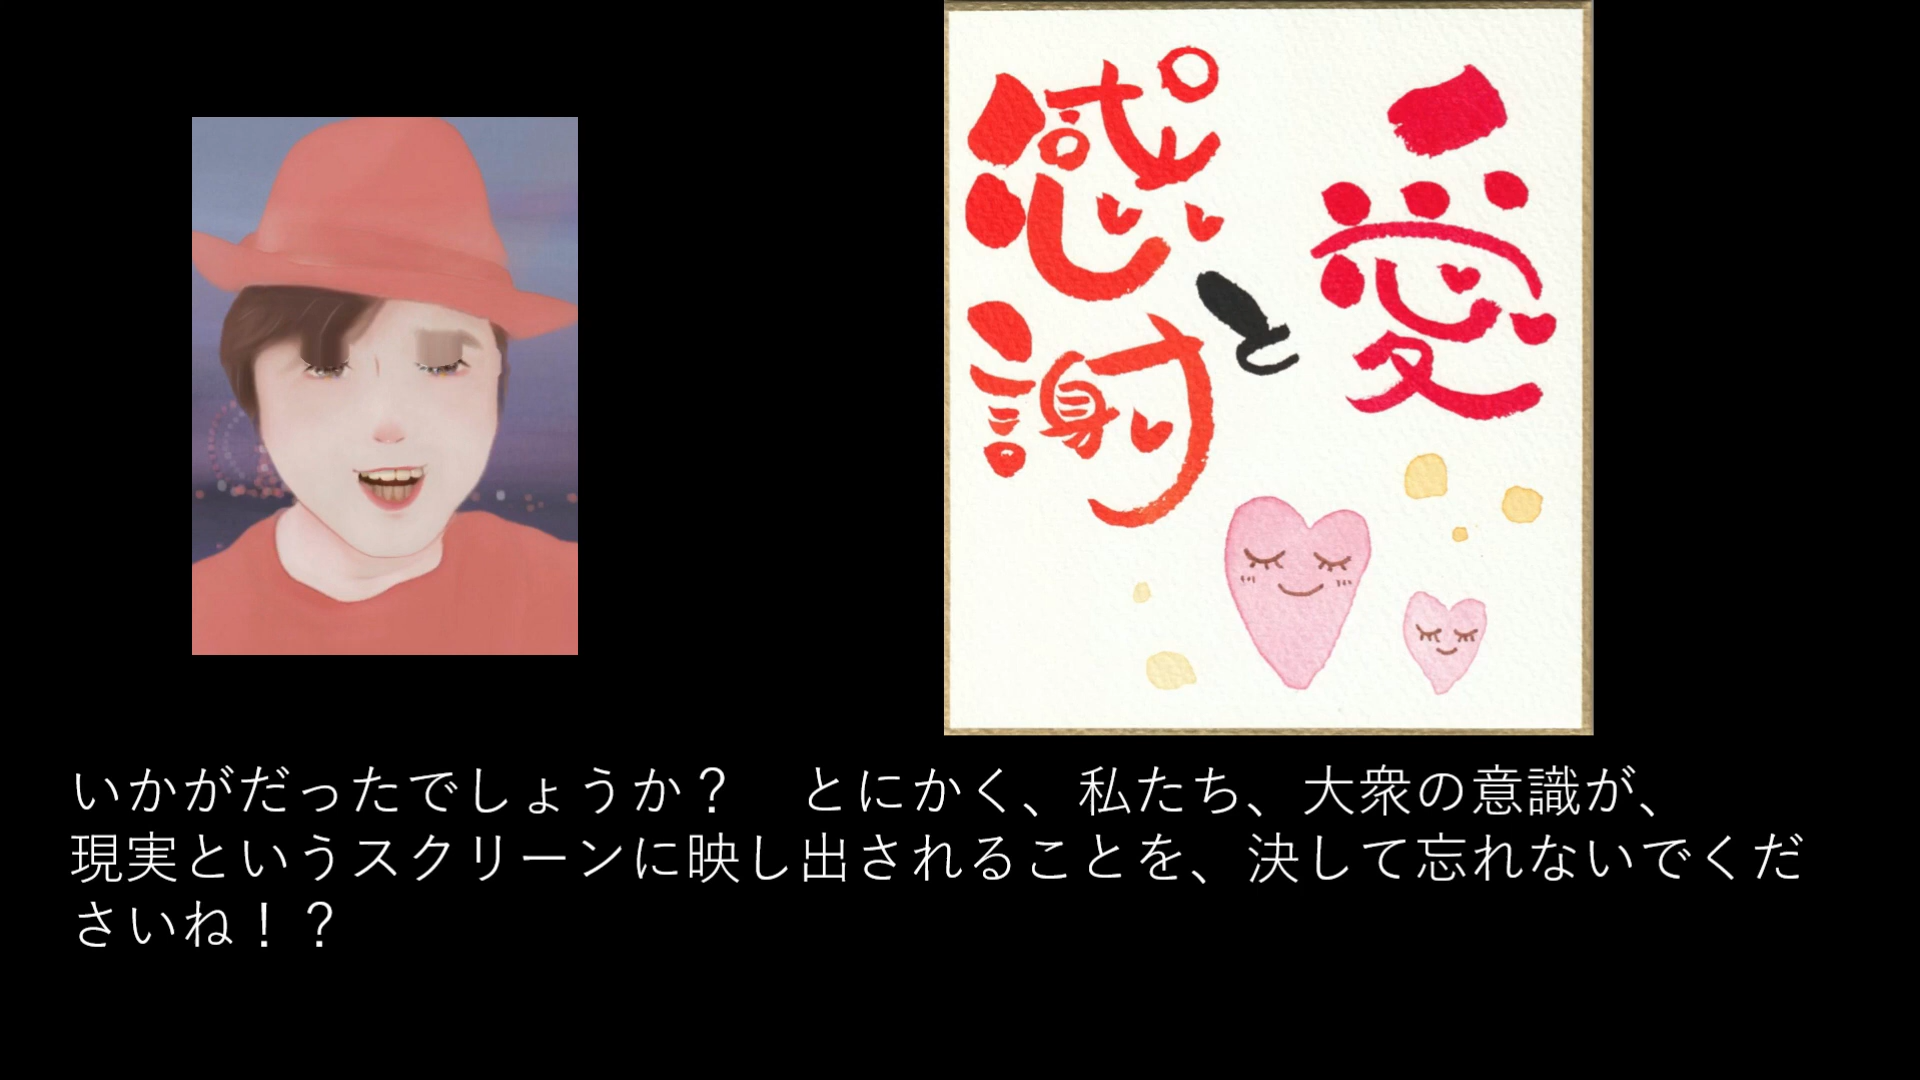 愛
と
感謝
いかがだったでしょうか？　とにかく、私たち、大衆の意識が、
現実というスクリーンに映し出されることを、決して忘れないでくだ
さいね！？